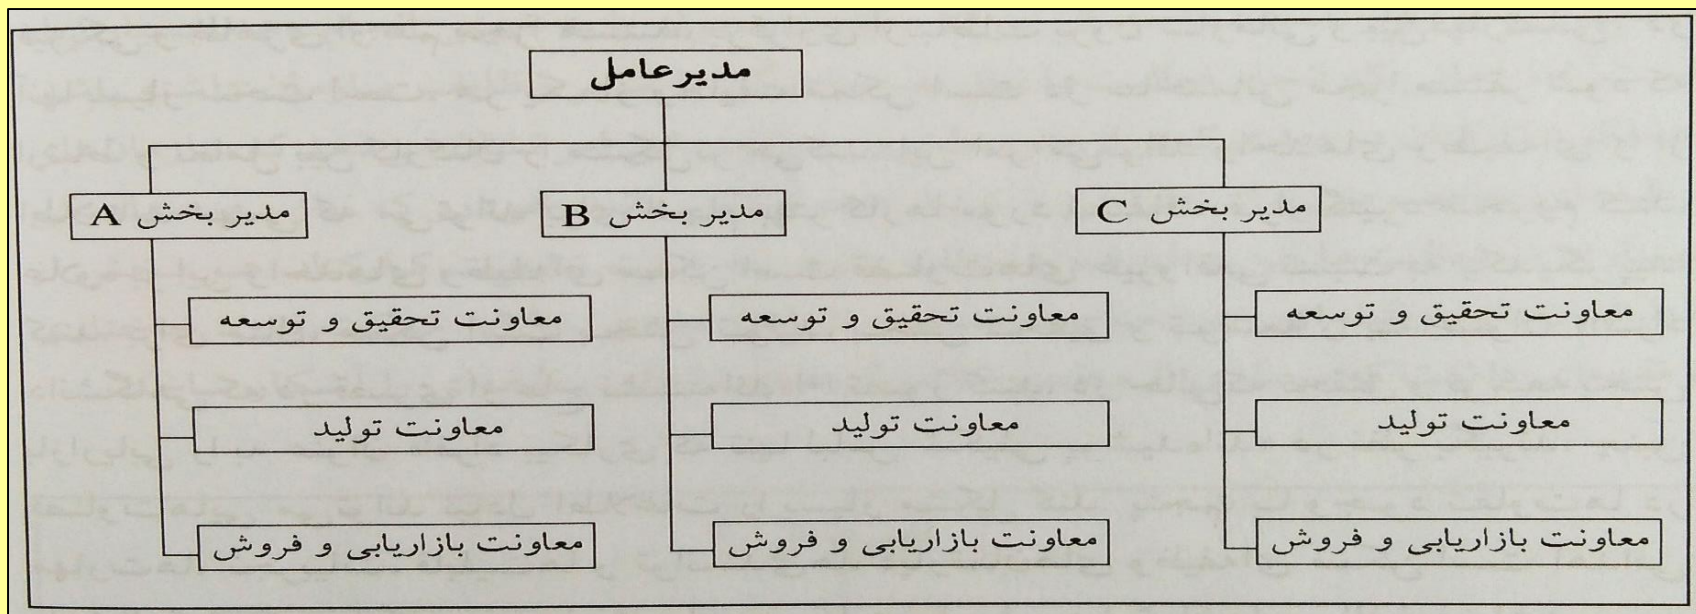 مدیرعامل
مدیر بخش A
مدیر بخش B
مدیر بخش C
معاونت تحقیق و توسعه
معاونت تحقیق و توسعه
معاونت تحقیق و توسعه
معاونت تولید
معاونت تولید
معاونت تولید
معاونت بازاریابی و فروش
معاونت بازاریابی و فروش
معاونت بازاریابی و فروش